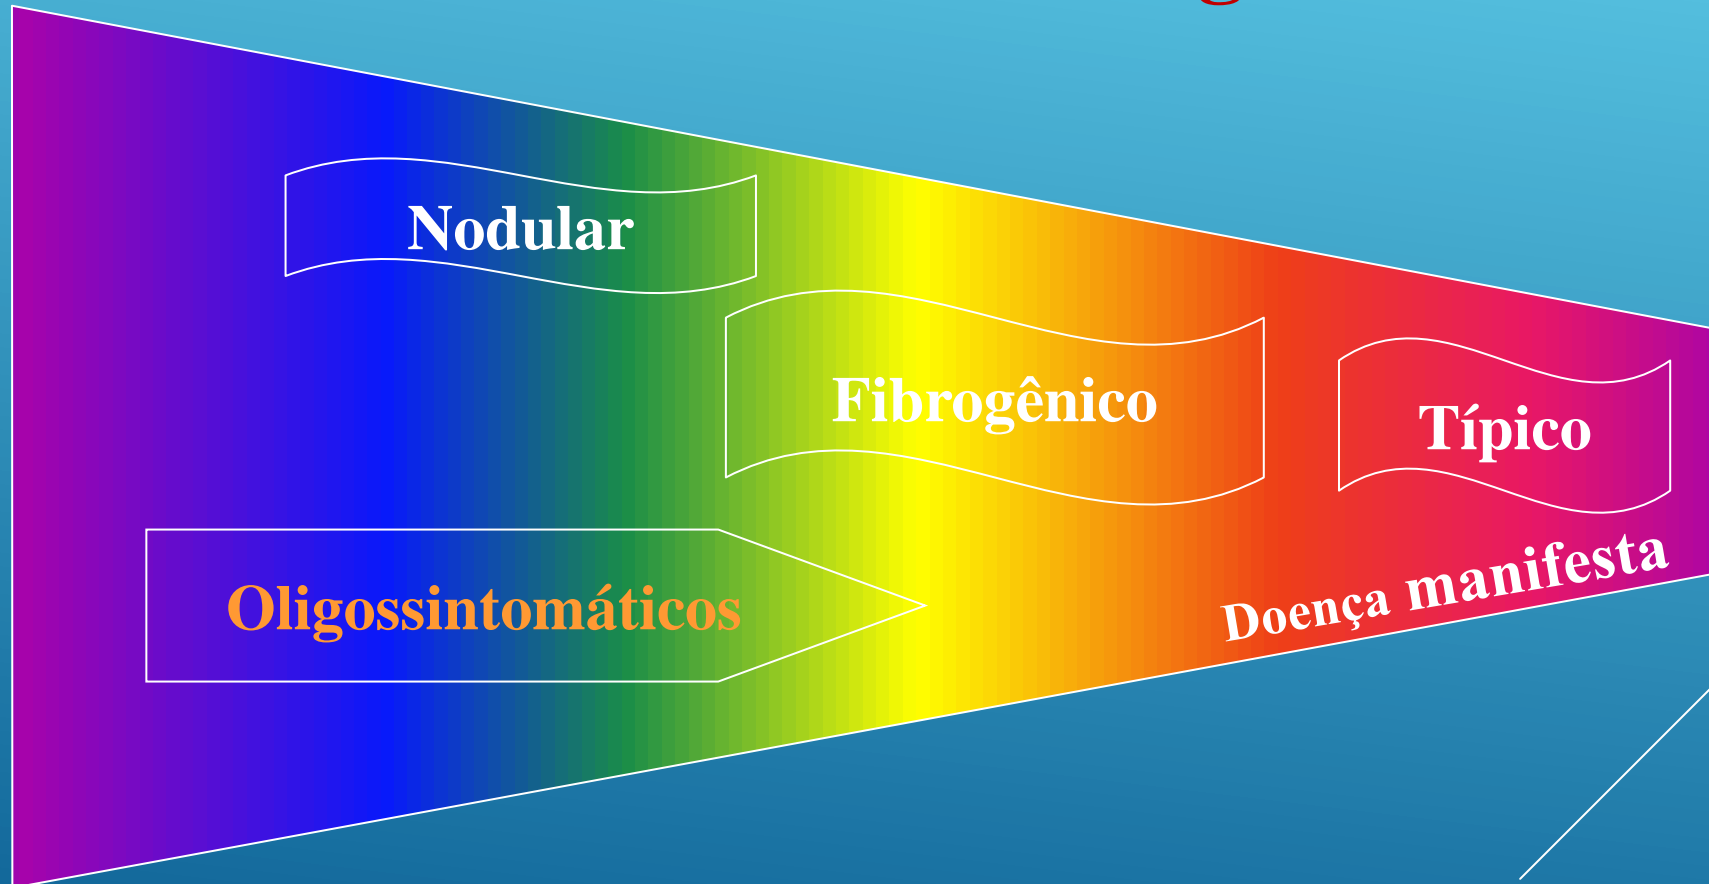 Nodular
Fibrogênico
Típico
Oligossintomáticos
Doença manifesta